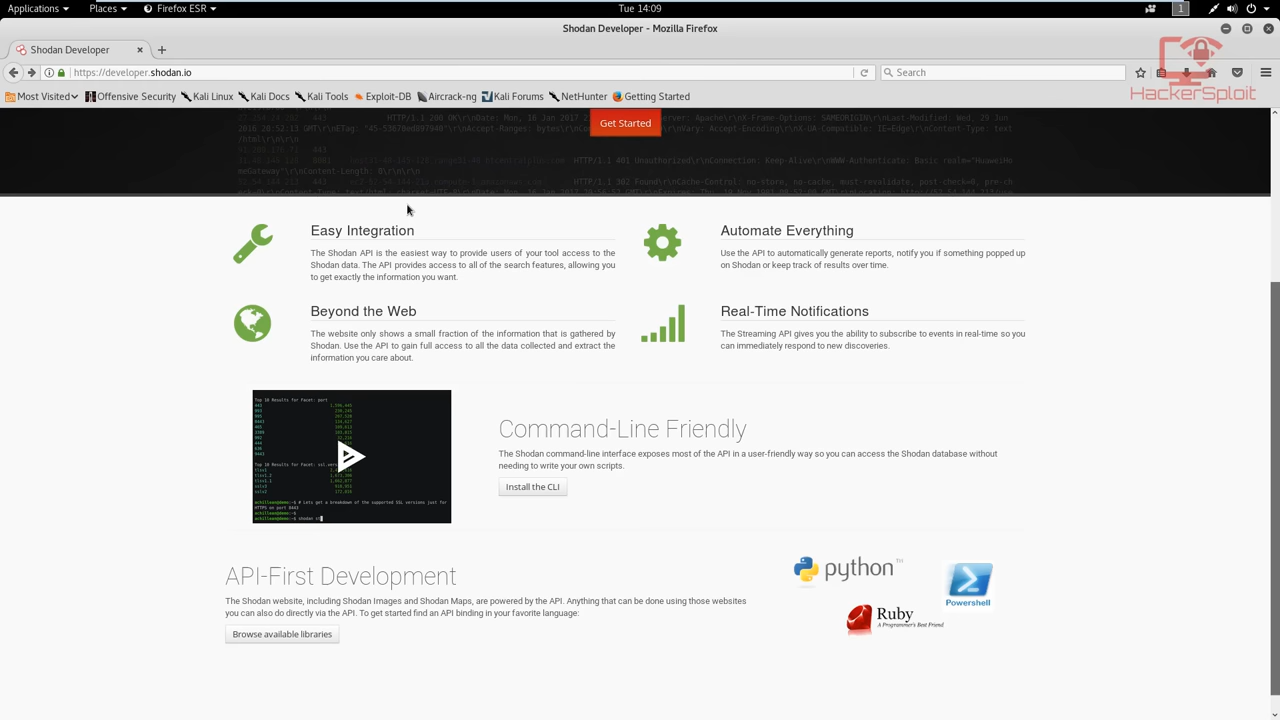 Applications Places Firefox ESR Tue 14:09 1
Shodan Developer - Mozilla Firefox
Shodan Developer
https://developer.shodan.io Search
Most Visited Offensive Security Kali Linux Kali Docs Kali Tools Exploit-DB Aircrack-ng Kali Forums NetHunter Getting Started
HackerSploit
Get Started
Easy Integration
The Shodan API is the easiest way to provide users of your tool access to the
Shodan data. The API provides access to all of the search features, allowing you
to get exactly the information you want.
Automate Everything
Use the API to automatically generate reports, notify you if something popped up
on Shodan or keep track of results over time.
Beyond the Web
The website only shows a small fraction of the information that is gathered by
Shodan. Use the API to gain full access to all the data collected and extract the
information you care about.
Real-Time Notifications
The Streaming API gives you the ability to subscribe to events in real-time so you
can immediately respond to new discoveries.
Top 10 Results for Facet: port
Command-Line Friendly
The Shodan command-line interface exposes most of the API in a user-friendly way so you can access the Shodan database without
needing to write your own scripts.
Install the CLI
API-First Development
The Shodan website, including Shodan Images and Shodan Maps, are powered by the API. Anything that can be done using those websites
you can also do directly via the API. To get started find an API binding in your favorite language:
Browse available libraries
python™
Powershell
Ruby
A Programmer's Best Friend